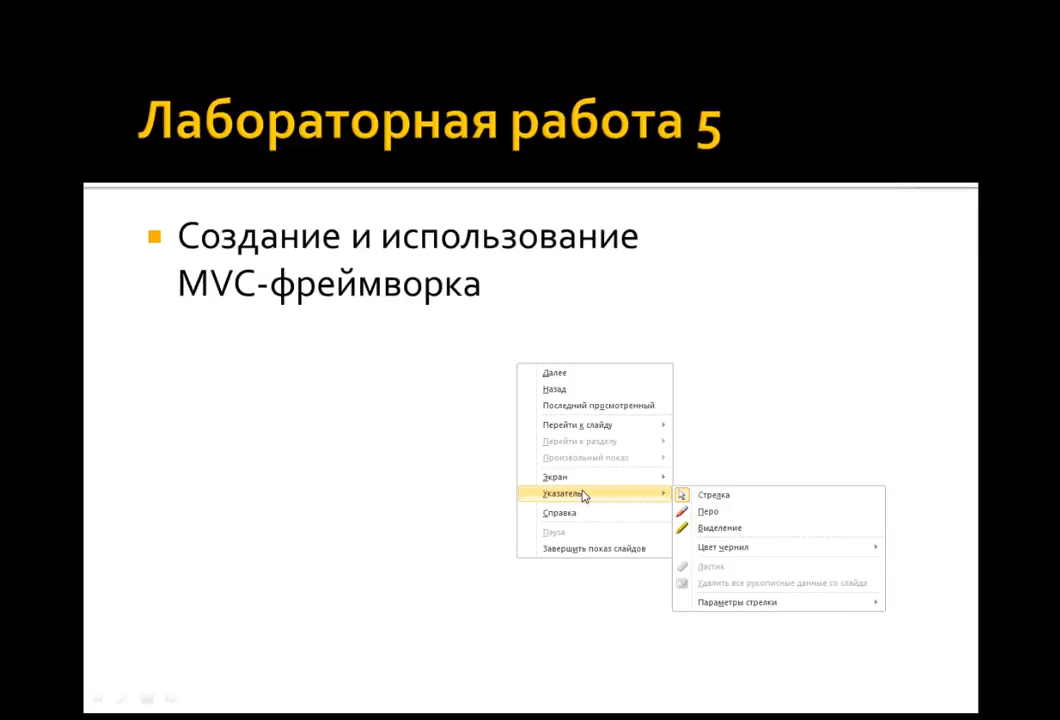 Лабораторная работа 5
Создание и использование
MVC-фреймворка
Далее
Назад
Последний просмотренный
Перейти к слайду
Перейти к разделу
Произвольный показ
Экран
Указатель
Справка
Пауза
Завершить показ слайдов
Стрелка
Перо
Выделение
Цвет чернил
Ластик
Удалить все рукописные данные со слайда
Параметры стрелки